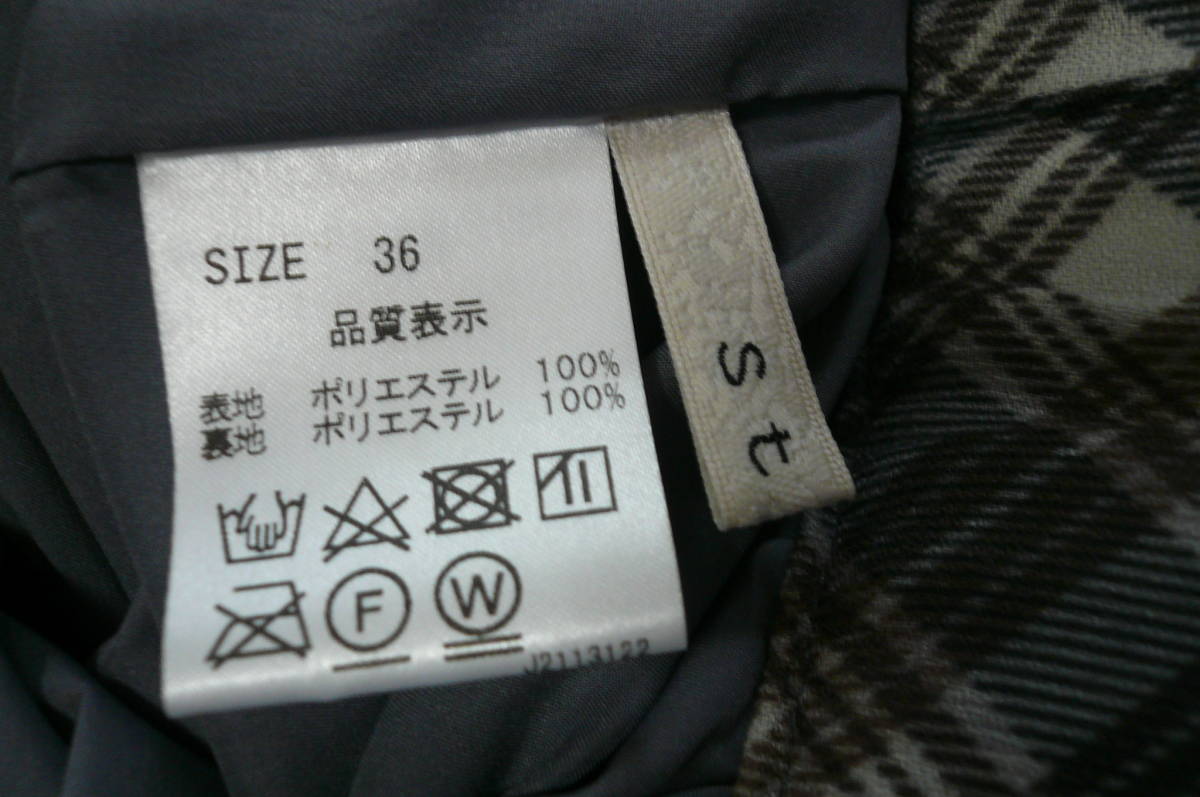 SIZE 36
品質表示
表地 ポリエステル 100%
裏地 ポリエステル 100%
F W
J2113122
St